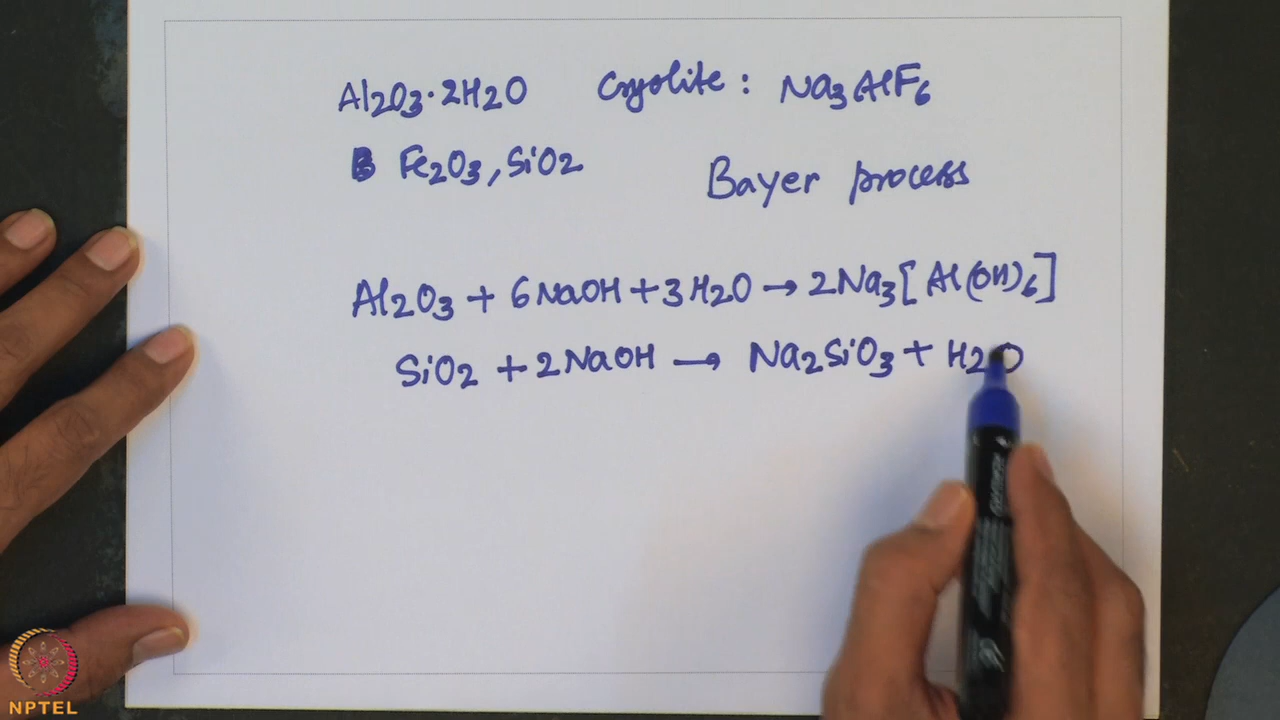 Al2O3·2H2O Cryolite : Na3AlF6
Fe2O3, SiO2
Bayer process
Al2O3 + 6NaOH + 3H2O → 2Na3[Al(OH)6]
SiO2 + 2NaOH → Na2SiO3 + H2O
NPTEL